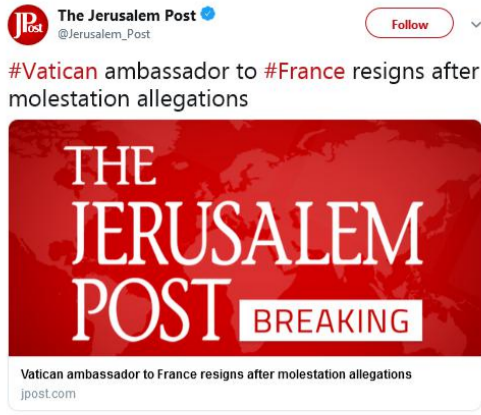 JPost
The Jerusalem Post
@Jerusalem_Post
Follow
#Vatican ambassador to #France resigns after
molestation allegations
THE
JERUSALEM
POST
BREAKING
Vatican ambassador to France resigns after molestation allegations
jpost.com